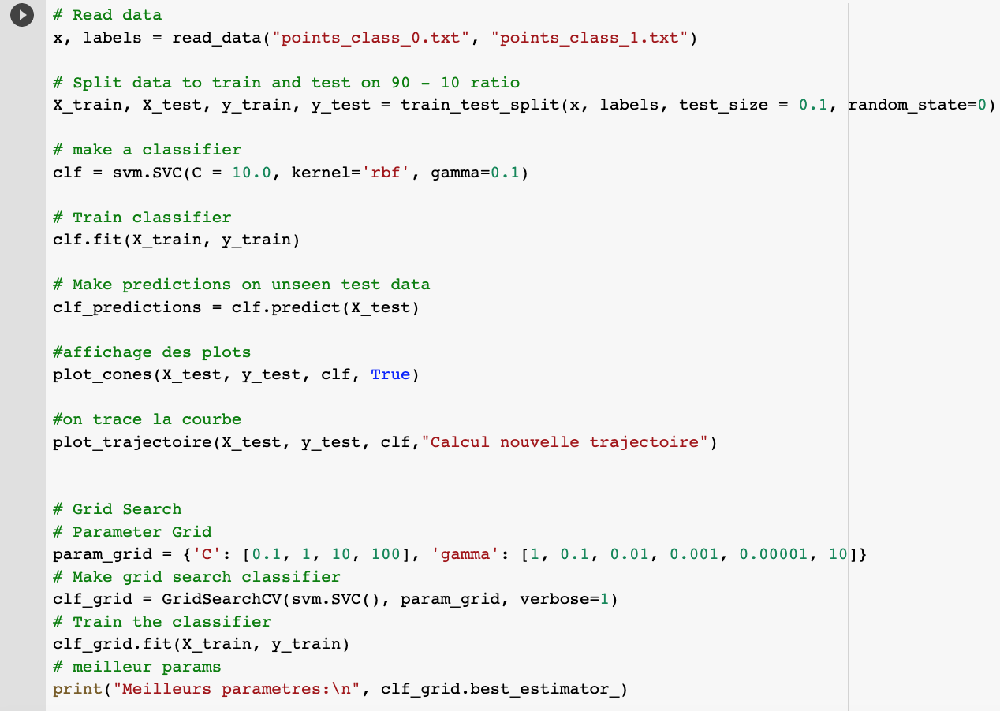 # Read data
x, labels = read_data("points_class_0.txt", "points_class_1.txt")
# Split data to train and test on 90 - 10 ratio
X_train, X_test, y_train, y_test = train_test_split(x, labels, test_size = 0.1, random_state=0)
# make a classifier
clf = svm.SVC(C = 10.0, kernel='rbf', gamma=0.1)
# Train classifier
clf.fit(X_train, y_train)
# Make predictions on unseen test data
clf_predictions = clf.predict(X_test)
#affichage des plots
plot_cones(X_test, y_test, clf, True)
#on trace la courbe
plot_trajectoire(X_test, y_test, clf,"Calcul nouvelle trajectoire")
# Grid Search
# Parameter Grid
param_grid = {'C': [0.1, 1, 10, 100], 'gamma': [1, 0.1, 0.01, 0.001, 0.00001, 10]}
# Make grid search classifier
clf_grid = GridSearchCV(svm.SVC(), param_grid, verbose=1)
# Train the classifier
clf_grid.fit(X_train, y_train)
# meilleur params
print("Meilleurs parametres:\n", clf_grid.best_estimator_)